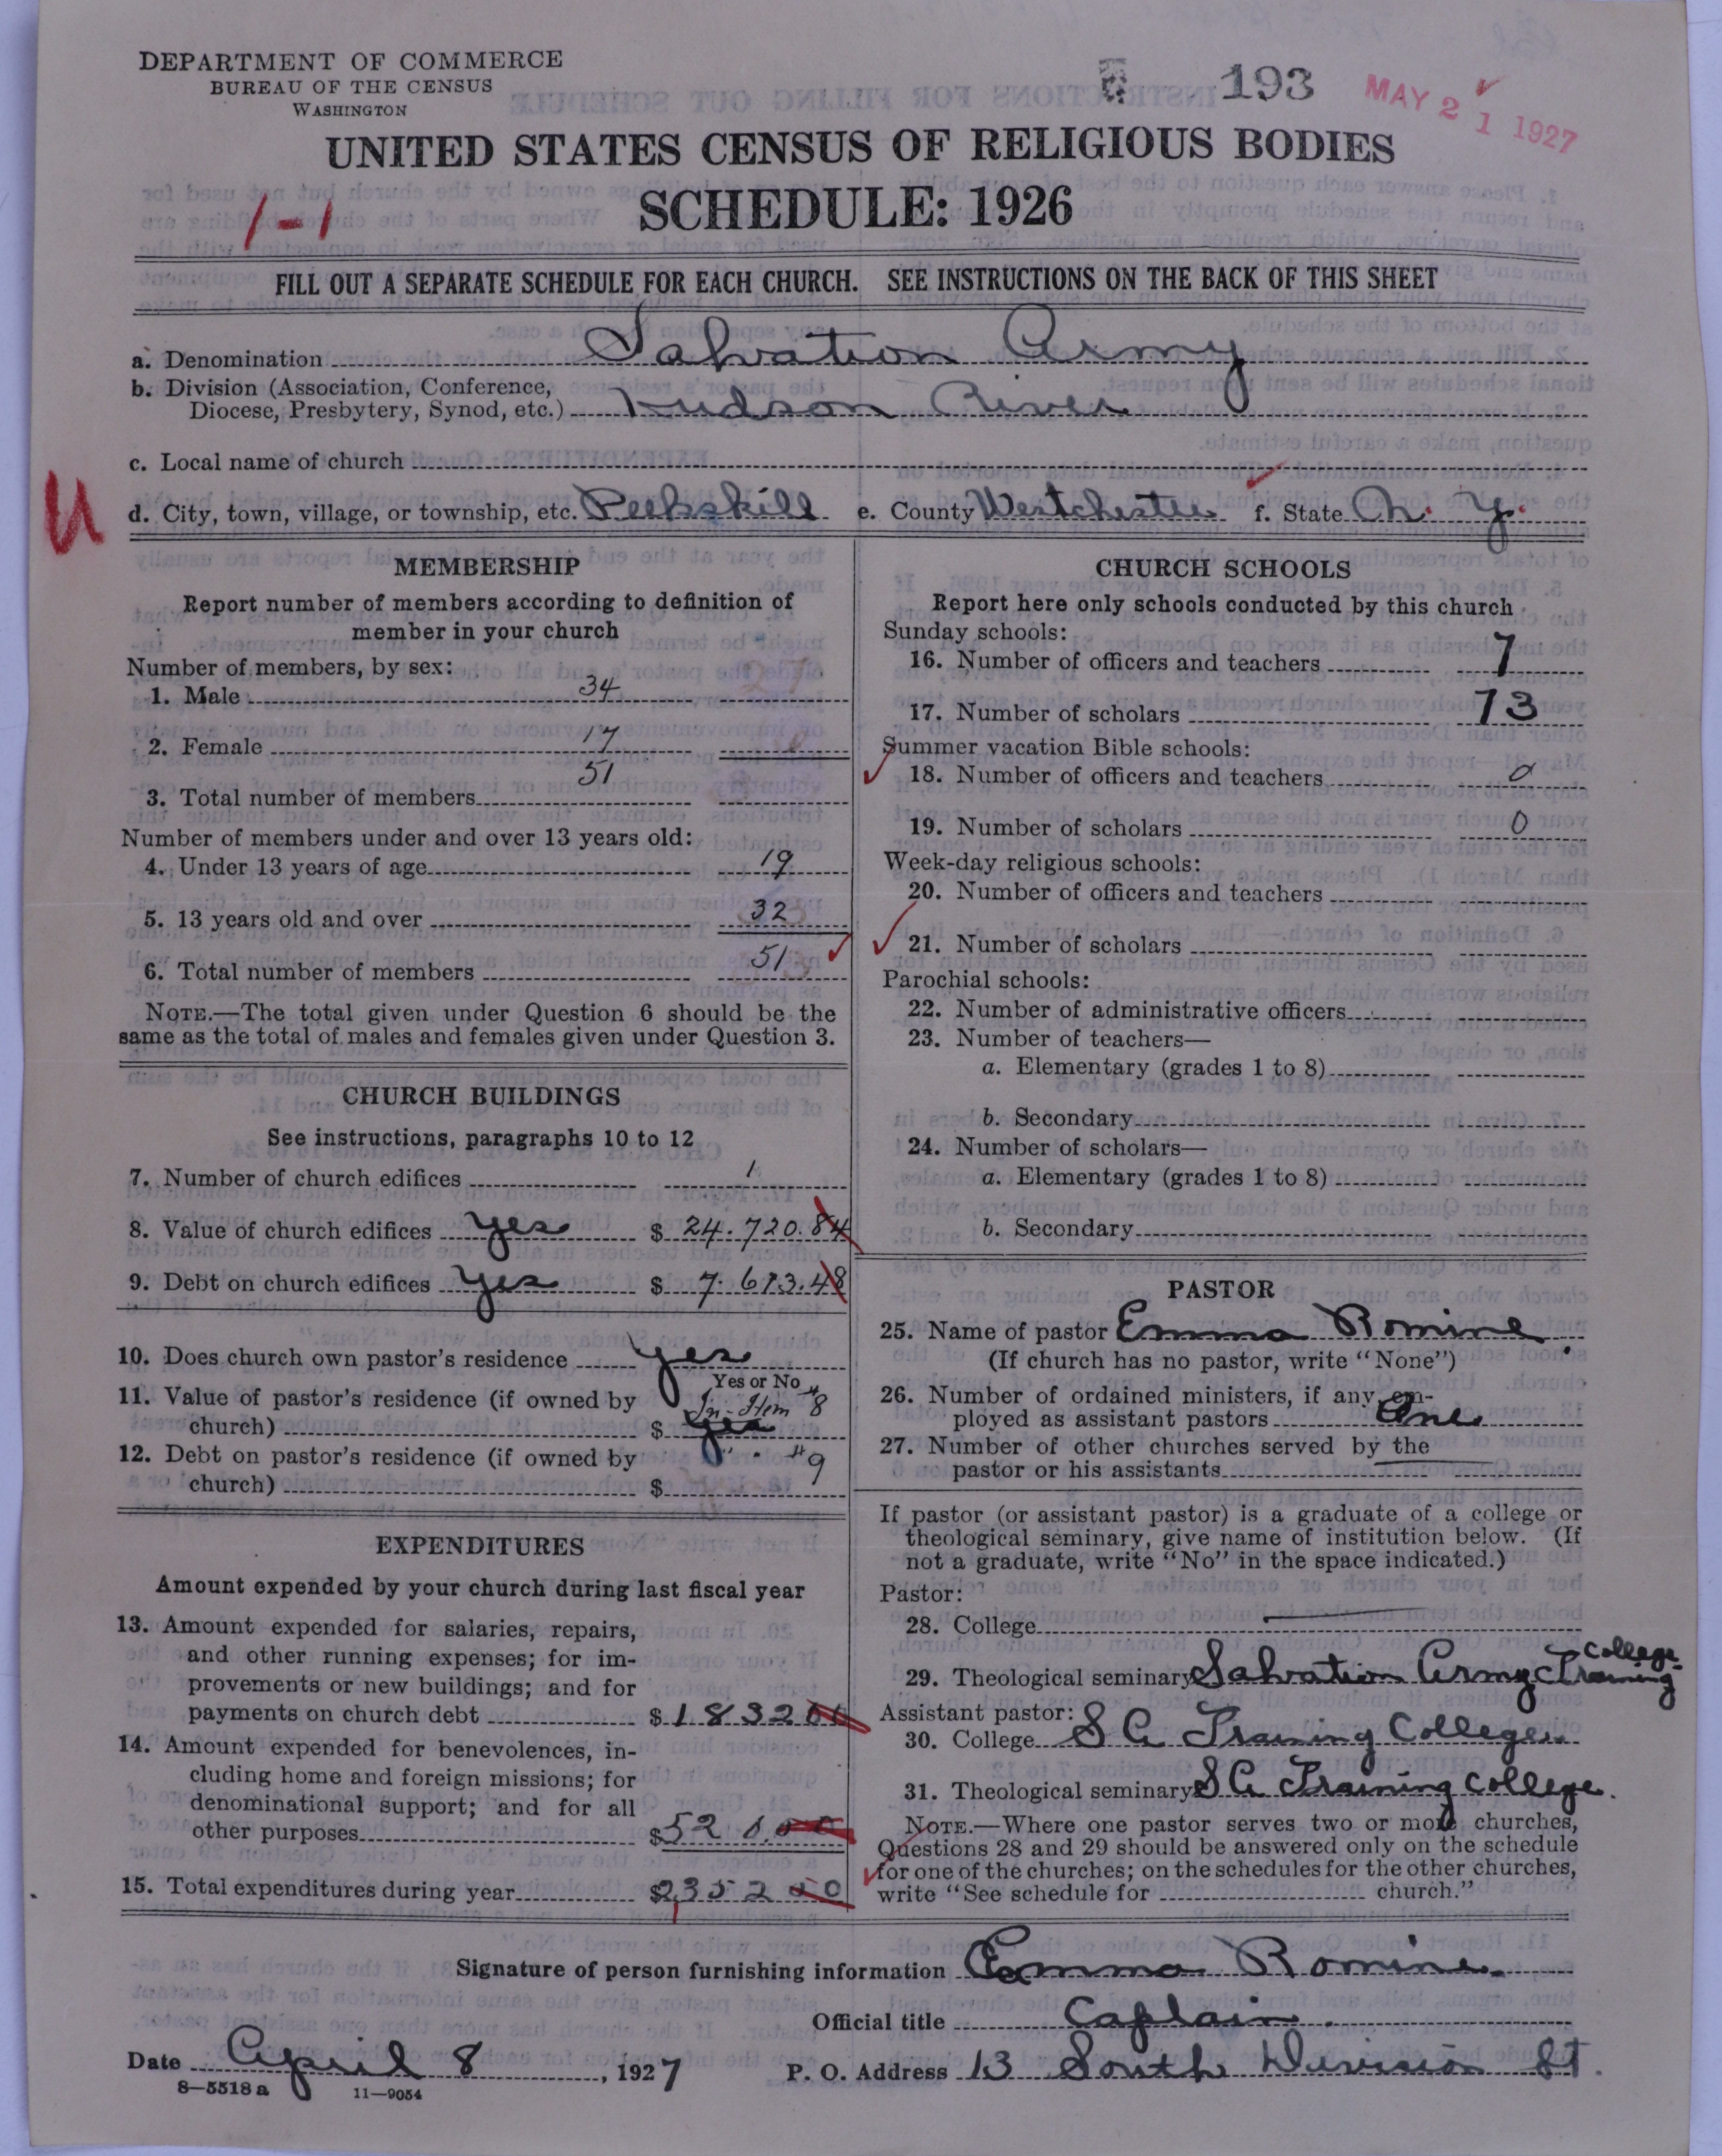 DEPARTMENT OF COMMERCE
BUREAU OF THE CENSUS
WASHINGTON
193
MAY 21 1927
UNITED STATES CENSUS OF RELIGIOUS BODIES
SCHEDULE: 1926
1-1
FILL OUT A SEPARATE SCHEDULE FOR EACH CHURCH. SEE INSTRUCTIONS ON THE BACK OF THIS SHEET
a. Denomination Salvation Army
b. Division (Association, Conference,
Diocese, Presbytery, Synod, etc.) Hudson River
c. Local name of church
U
d. City, town, village, or township, etc. Peekskill e. County Westchester f. State N. Y.
MEMBERSHIP
Report number of members according to definition of
member in your church
Number of members, by sex:
1. Male 34
2. Female 17
51
3. Total number of members
Number of members under and over 13 years old:
4. Under 13 years of age 19
5. 13 years old and over 32
6. Total number of members 51
NOTE.—The total given under Question 6 should be the
same as the total of males and females given under Question 3.
CHURCH BUILDINGS
See instructions, paragraphs 10 to 12
7. Number of church edifices 1
8. Value of church edifices Yes $ 24.720.84
9. Debt on church edifices Yes $ 7.613.48
10. Does church own pastor's residence Yes
Yes or No
11. Value of pastor's residence (if owned by In-Item "8
church) $ yes
12. Debt on pastor's residence (if owned by " . "9
church) $
EXPENDITURES
Amount expended by your church during last fiscal year
13. Amount expended for salaries, repairs,
and other running expenses; for im-
provements or new buildings; and for
payments on church debt $ 183200
14. Amount expended for benevolences, in-
cluding home and foreign missions; for
denominational support; and for all
other purposes $520.00
15. Total expenditures during year $2,352 00
CHURCH SCHOOLS
Report here only schools conducted by this church
Sunday schools:
16. Number of officers and teachers 7
17. Number of scholars 73
Summer vacation Bible schools:
18. Number of officers and teachers 0
19. Number of scholars 0
Week-day religious schools:
20. Number of officers and teachers
21. Number of scholars
Parochial schools:
22. Number of administrative officers
23. Number of teachers—
a. Elementary (grades 1 to 8)
b. Secondary
24. Number of scholars—
a. Elementary (grades 1 to 8)
b. Secondary
PASTOR
25. Name of pastor Emma Romine
(If church has no pastor, write "None")
26. Number of ordained ministers, if any, em-
ployed as assistant pastors One
27. Number of other churches served by the
pastor or his assistants
If pastor (or assistant pastor) is a graduate of a college or
theological seminary, give name of institution below. (If
not a graduate, write "No" in the space indicated.)
Pastor:
28. College
29. Theological seminary Salvation Army Training College
Assistant pastor:
30. College S A Training College
31. Theological seminary S A Training College.
NOTE.—Where one pastor serves two or more churches,
Questions 28 and 29 should be answered only on the schedule
for one of the churches; on the schedules for the other churches,
write "See schedule for church."
Signature of person furnishing information Emma Romine
Official title Captain
Date April 8, 1927 P. O. Address 13 South Division St.
8—5518 a 11—9054